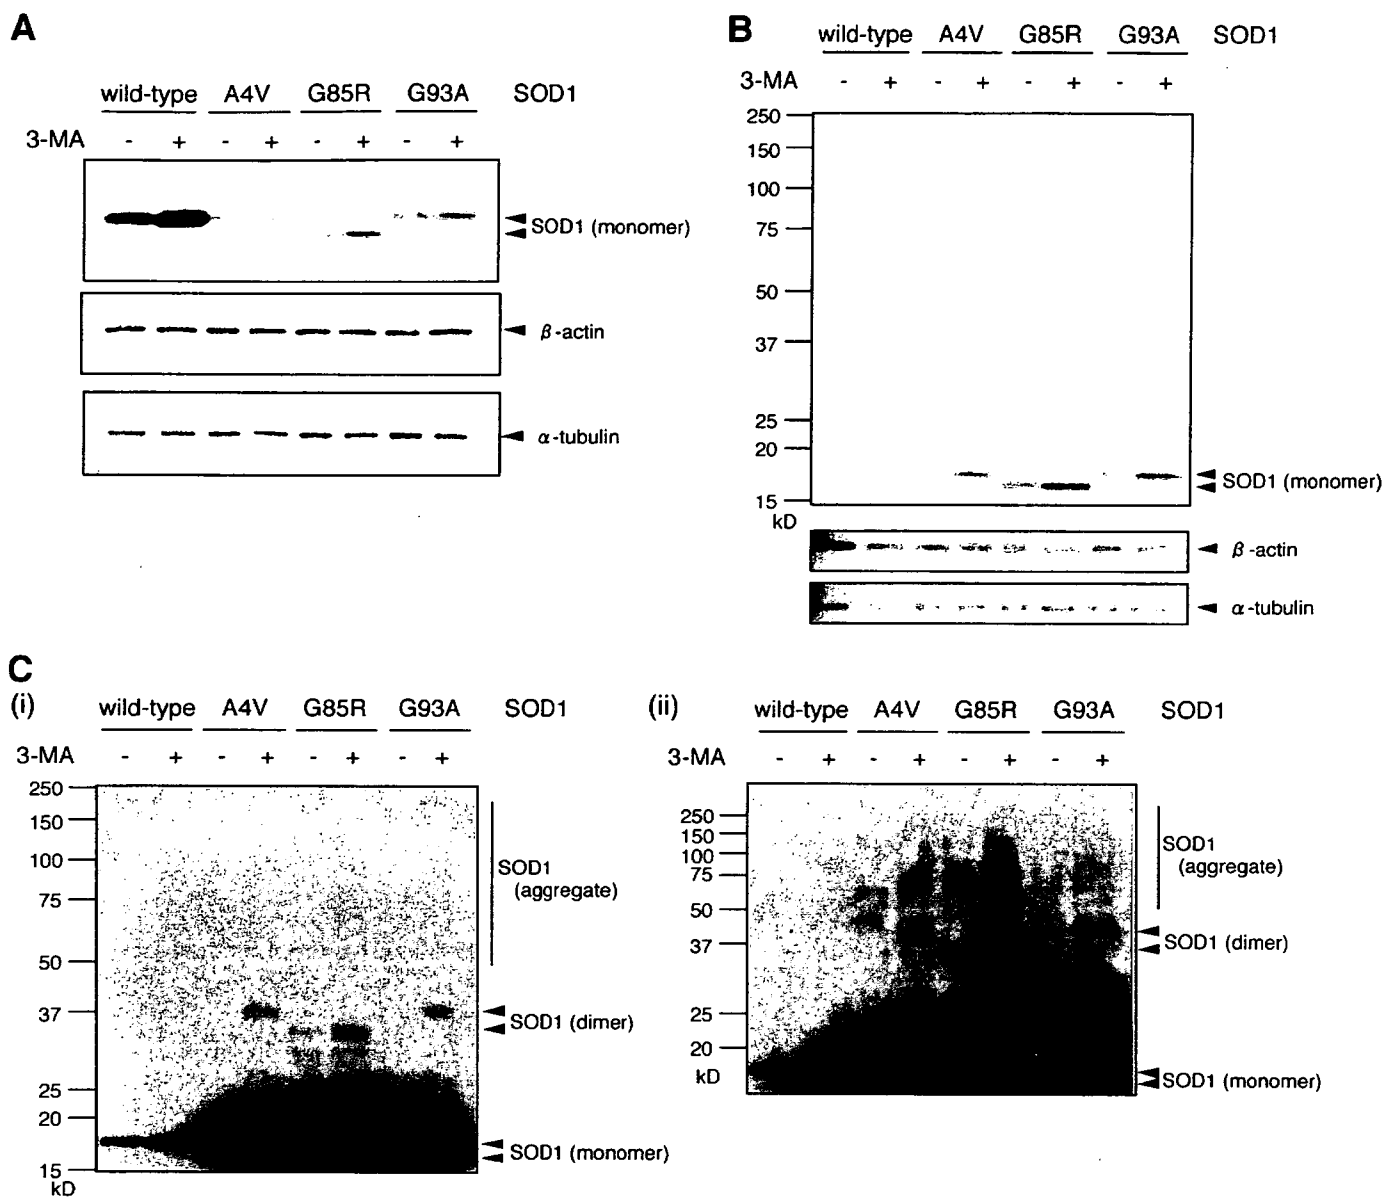 A
wild-type A4V G85R G93A SOD1
3-MA - + - + - + - +
SOD1 (monomer)
β-actin
α-tubulin
B
wild-type A4V G85R G93A SOD1
3-MA - + - + - + - +
250
150
100
75
50
37
25
20
15
kD
SOD1 (monomer)
β-actin
α-tubulin
C
(i)
wild-type A4V G85R G93A SOD1
3-MA - + - + - + - +
250
150
100
75
50
37
25
20
15
kD
SOD1
(aggregate)
SOD1 (dimer)
SOD1 (monomer)
(ii)
wild-type A4V G85R G93A SOD1
3-MA - + - + - + - +
250
150
100
75
50
37
25
20
kD
SOD1
(aggregate)
SOD1 (dimer)
SOD1 (monomer)